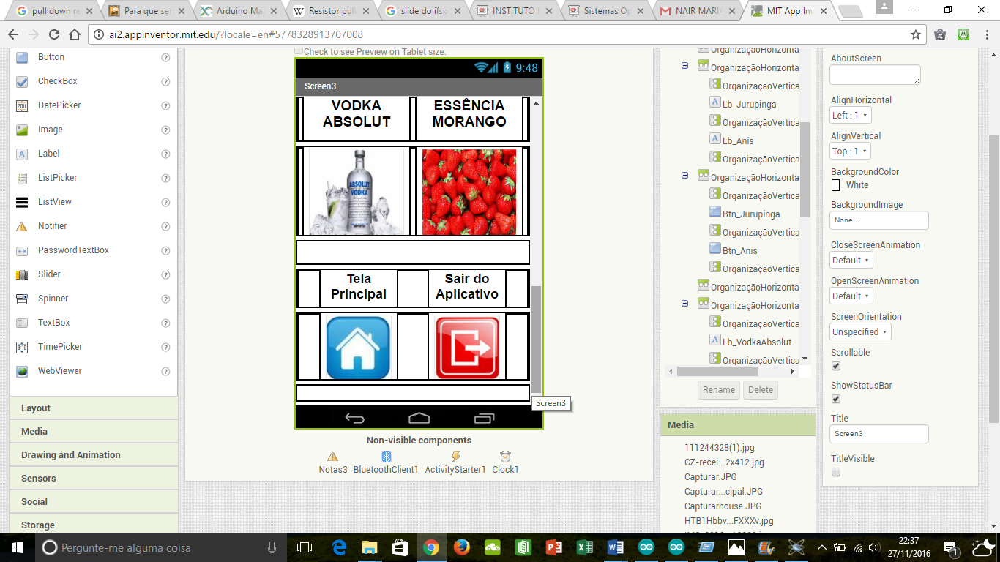 pull down re
Para que ser
Arduino Ma
Resistor pull
slide do ifsp
INSTITUTO
Sistemas Op
NAIR MARIA
MIT App Inv
ai2.appinventor.mit.edu/?locale=en#5778328913707008
Button
CheckBox
DatePicker
Image
Label
ListPicker
ListView
Notifier
PasswordTextBox
Slider
Spinner
TextBox
TimePicker
WebViewer
Layout
Media
Drawing and Animation
Sensors
Social
Storage
Check to see Preview on Tablet size.
9:48
Screen3
VODKA
ABSOLUT
ESSÊNCIA
MORANGO
ABSOLUT
VODKA
Tela
Principal
Sair do
Aplicativo
Screen3
Non-visible components
Notas3
BluetoothClient1
ActivityStarter1
Clock1
OrganizaçãoHorizonta
OrganizaçãoHorizonta
OrganizaçãoVertica
Lb_Jurupinga
OrganizaçãoVertica
Lb_Anis
OrganizaçãoVertica
OrganizaçãoHorizonta
OrganizaçãoVertica
Btn_Jurupinga
OrganizaçãoVertica
Btn_Anis
OrganizaçãoVertica
OrganizaçãoHorizonta
OrganizaçãoHorizonta
OrganizaçãoVertica
Lb_VodkaAbsolut
OrganizaçãoVertica
Rename
Delete
Media
111244328(1).jpg
CZ-recei...2x412.jpg
Capturar.JPG
Capturar...cipal.JPG
Capturarhouse.JPG
HTB1Hbbv...FXXXv.jpg
AboutScreen
AlignHorizontal
Left : 1
AlignVertical
Top : 1
BackgroundColor
White
BackgroundImage
None...
CloseScreenAnimation
Default
OpenScreenAnimation
Default
ScreenOrientation
Unspecified
Scrollable
ShowStatusBar
Title
Screen3
TitleVisible
Pergunte-me alguma coisa
22:37
27/11/2016